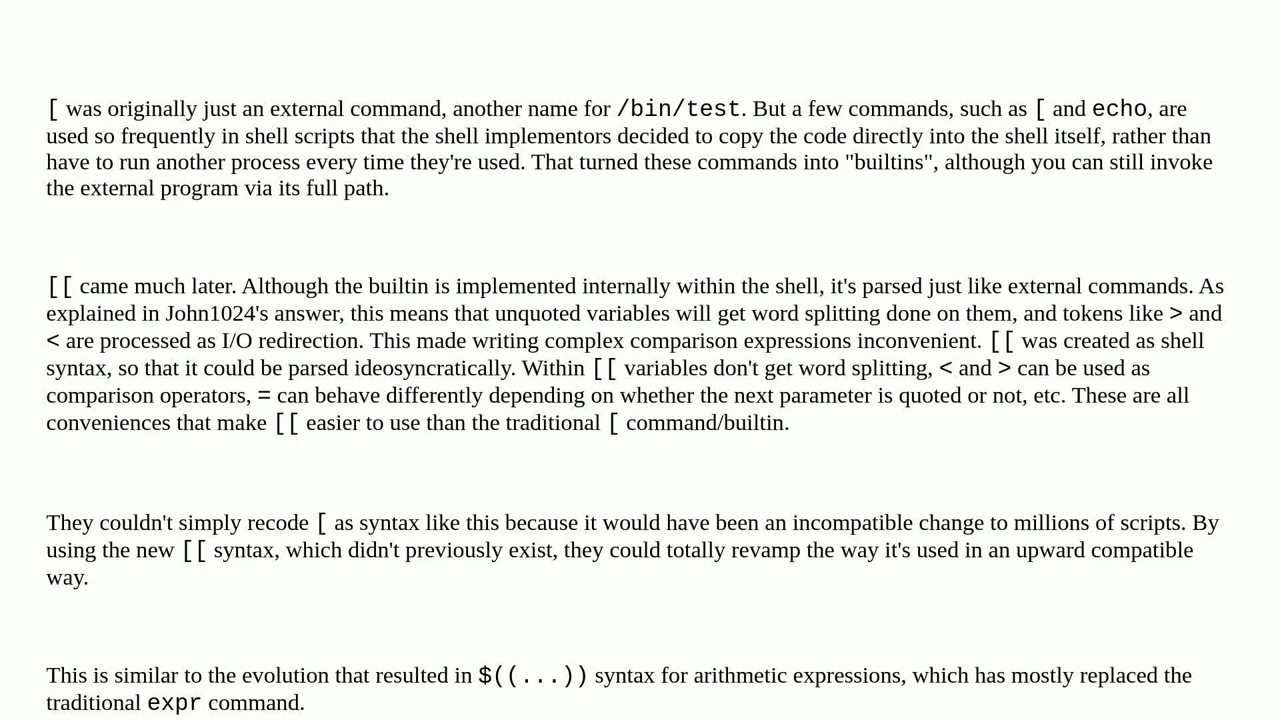 [ was originally just an external command, another name for /bin/test. But a few commands, such as [ and echo, are
used so frequently in shell scripts that the shell implementors decided to copy the code directly into the shell itself, rather than
have to run another process every time they're used. That turned these commands into "builtins", although you can still invoke
the external program via its full path.
[[ came much later. Although the builtin is implemented internally within the shell, it's parsed just like external commands. As
explained in John1024's answer, this means that unquoted variables will get word splitting done on them, and tokens like > and
< are processed as I/O redirection. This made writing complex comparison expressions inconvenient. [[ was created as shell
syntax, so that it could be parsed ideosyncratically. Within [[ variables don't get word splitting, < and > can be used as
comparison operators, = can behave differently depending on whether the next parameter is quoted or not, etc. These are all
conveniences that make [[ easier to use than the traditional [ command/builtin.
They couldn't simply recode [ as syntax like this because it would have been an incompatible change to millions of scripts. By
using the new [[ syntax, which didn't previously exist, they could totally revamp the way it's used in an upward compatible
way.
This is similar to the evolution that resulted in $((...)) syntax for arithmetic expressions, which has mostly replaced the
traditional expr command.